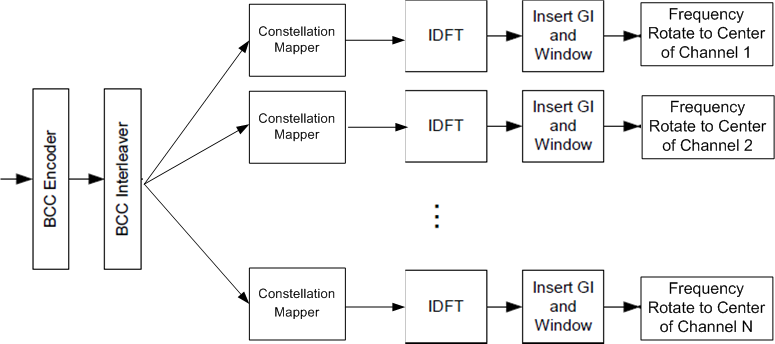 BCC Encoder
BCC Interleaver
Constellation
Mapper
IDFT
Insert GI
and
Window
Frequency
Rotate to Center
of Channel 1
Constellation
Mapper
IDFT
Insert GI
and
Window
Frequency
Rotate to Center
of Channel 2
Constellation
Mapper
IDFT
Insert GI
and
Window
Frequency
Rotate to Center
of Channel N